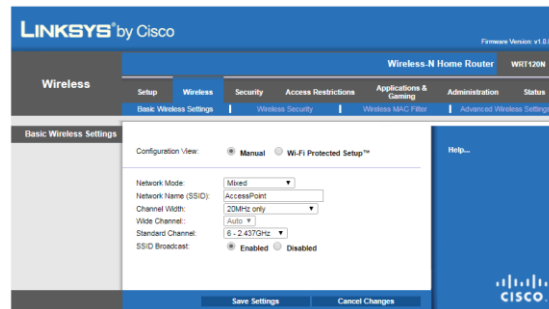 LINKSYS® by Cisco
Firmware Version: v1.0.
Wireless-N Home Router WRT120N
Wireless
Setup Wireless Security Access Restrictions Applications & Gaming Administration Status
Basic Wireless Settings Wireless Security Wireless MAC Filter Advanced Wireless Settings
Basic Wireless Settings
Configuration View: Manual Wi-Fi Protected Setup™
Help...
Network Mode: Mixed
Network Name (SSID): AccessPoint
Channel Width: 20MHz only
Wide Channel: Auto
Standard Channel: 6 - 2.437GHz
SSID Broadcast: Enabled Disabled
Save Settings Cancel Changes
CISCO.